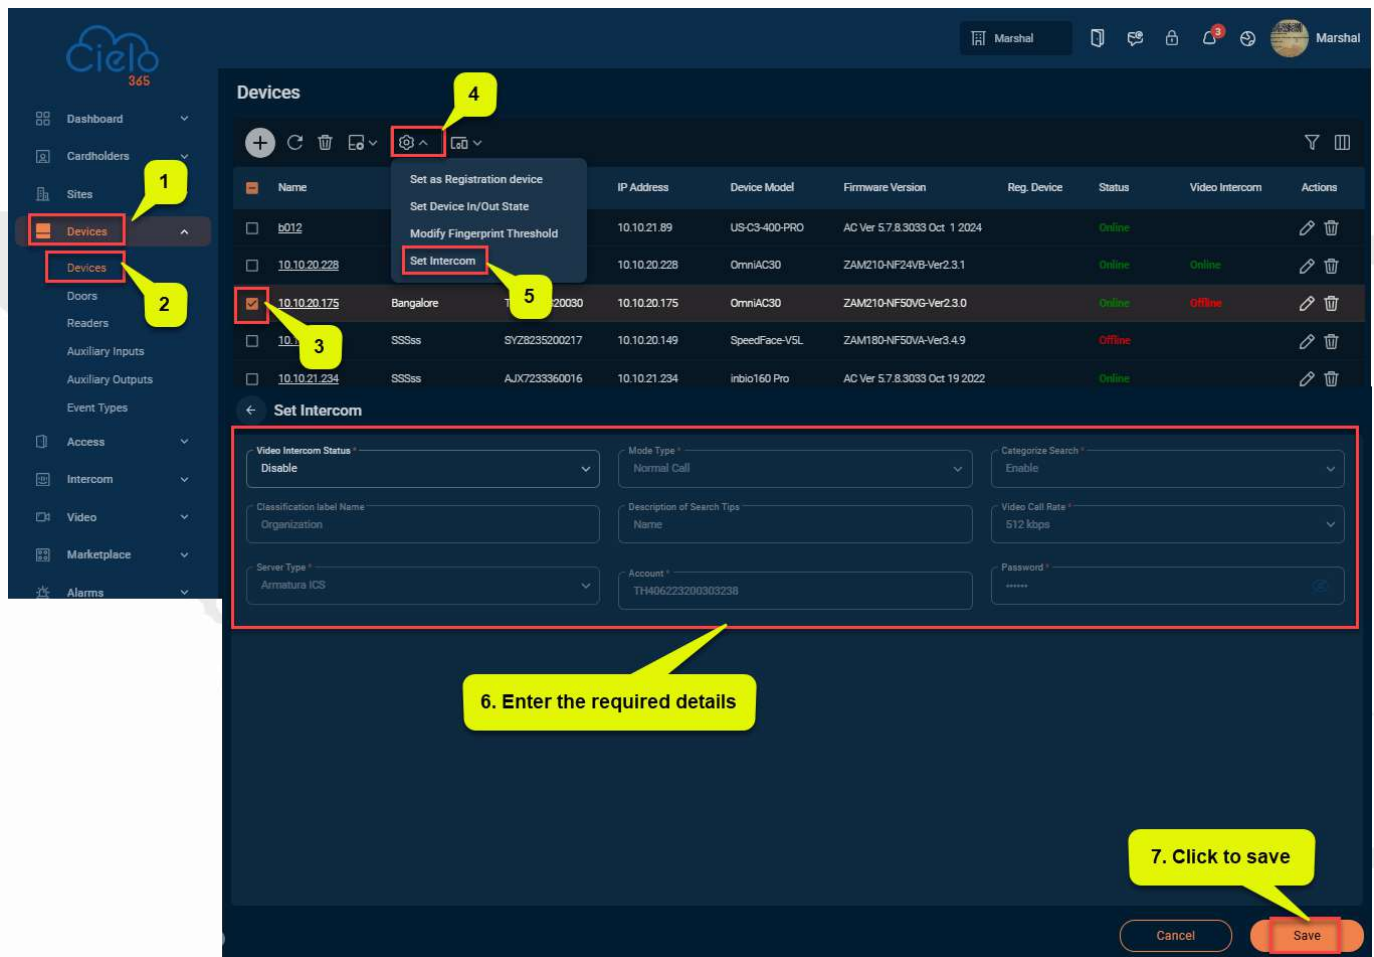 Cielo
365
Marshal
3
Marshal
Dashboard
Cardholders
Sites
1
Devices
Devices
2
Doors
Readers
Auxiliary Inputs
Auxiliary Outputs
Event Types
Access
Intercom
Video
Marketplace
Alarms
Devices
4
Set as Registration device
Set Device In/Out State
Modify Fingerprint Threshold
Set Intercom
5
Name IP Address Device Model Firmware Version Reg. Device Status Video Intercom Actions
b012 10.10.21.89 US-C3-400-PRO AC Ver 5.7.8.3033 Oct 1 2024 Online
10.10.20.228 10.10.20.228 OmniAC30 ZAM210-NF24VB-Ver2.3.1 Online Online
10.10.20.175 Bangalore 20030 10.10.20.175 OmniAC30 ZAM210-NF50VG-Ver2.3.0 Online Offline
3
SSSss SYZ8235200217 10.10.20.149 SpeedFace-V5L ZAM180-NF50VA-Ver3.4.9 Offline
10.10.21.234 SSSss AJX7233360016 10.10.21.234 inbio160 Pro AC Ver 5.7.8.3033 Oct 19 2022 Online
Set Intercom
Video Intercom Status * Mode Type * Categorize Search *
Disable Normal Call Enable
Classification label Name Description of Search Tips Video Call Rate *
Organization Name 512 kbps
Server Type * Account * Password *
Armatura ICS TH406223200303238 ••••••
6. Enter the required details
7. Click to save
Cancel Save